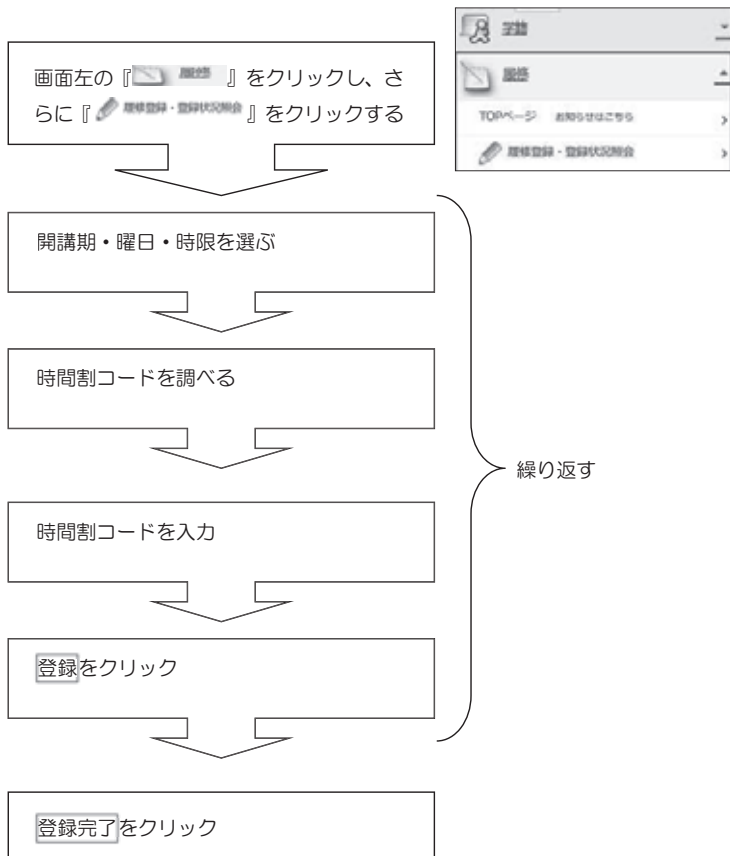 学籍
履修
TOPページ お知らせはこちら
履修登録・登録状況照会
画面左の『 履修 』をクリックし、さ
らに『 履修登録・登録状況照会 』をクリックする
開講期・曜日・時限を選ぶ
時間割コードを調べる
繰り返す
時間割コードを入力
登録をクリック
登録完了をクリック